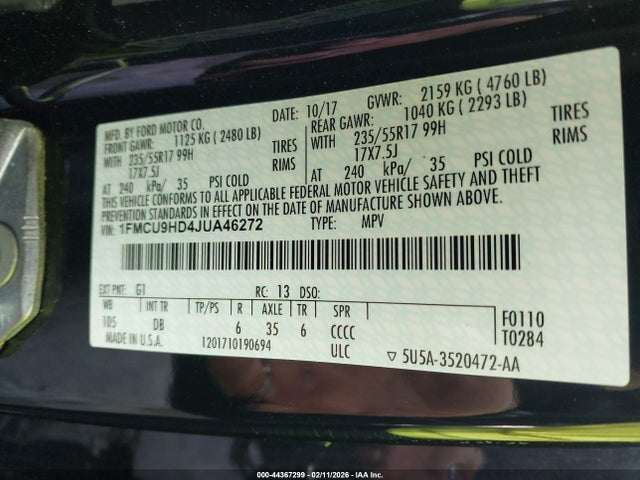 MFD. BY FORD MOTOR CO.
DATE: 10/17 GVWR: 2159 KG ( 4760 LB)
FRONT GAWR: 1125 KG ( 2480 LB)
REAR GAWR: 1040 KG ( 2293 LB)
WITH 235/55R17 99H TIRES
WITH 235/55R17 99H TIRES
17X7.5J RIMS
17X7.5J RIMS
AT 240 kPa/ 35 PSI COLD
AT 240 kPa/ 35 PSI COLD
THIS VEHICLE CONFORMS TO ALL APPLICABLE FEDERAL MOTOR VEHICLE SAFETY AND THEFT
PREVENTION STANDARDS IN EFFECT ON THE DATE OF MANUFACTURE SHOWN ABOVE.
VIN: 1FMCU9HD4JUA46272 TYPE: MPV
EXT PNT: G1 RC: 13 DSO:
WB INT TR TP/PS R AXLE TR SPR
105 DB 6 35 6 CCCC
F0110
T0284
1201710190694 ULC
▽ 5U5A-3520472-AA
000-44367299 - 02/11/2026 - IAA Inc.